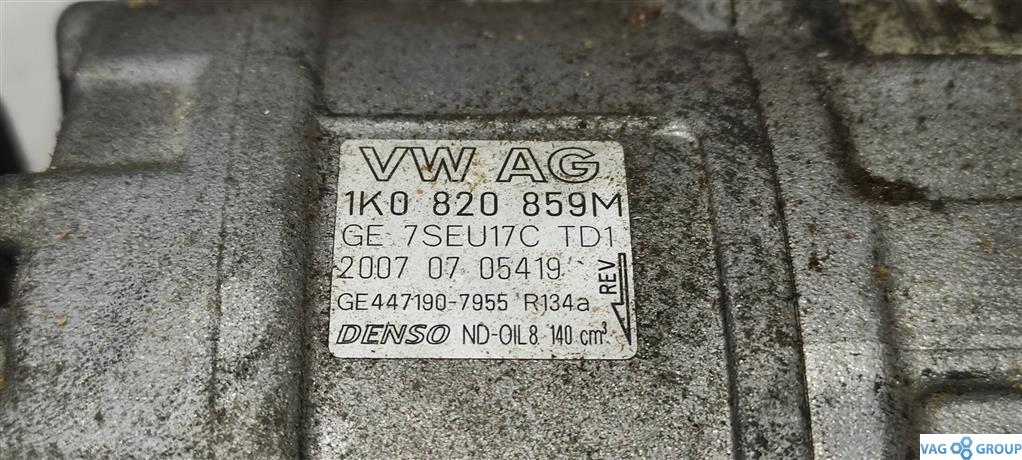 VW AG
1K0 820 859M
GE 7SEU17C TD1
2007 07 05419
REV
GE447190-7955 R134a
DENSO ND-OIL8 140 cm³
VAG GROUP